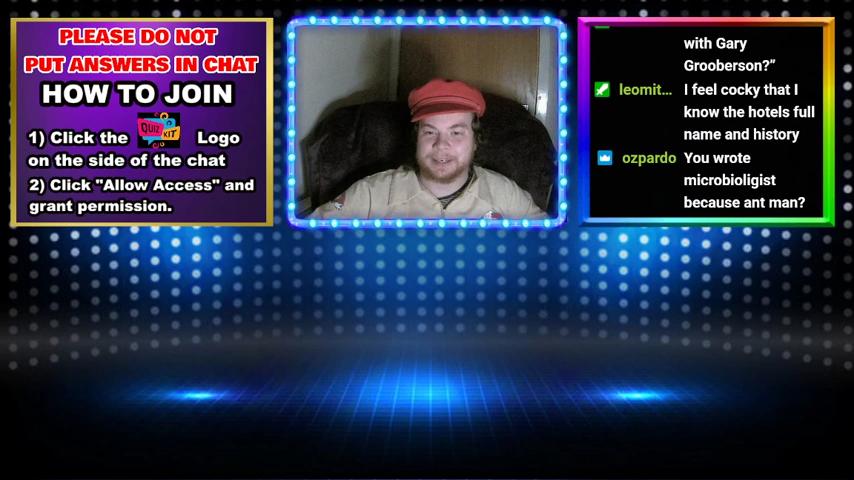 PLEASE DO NOT
PUT ANSWERS IN CHAT
HOW TO JOIN
1) Click the QUIZ KIT Logo
on the side of the chat
2) Click "Allow Access" and
grant permission.
with Gary
Grooberson?"
leomit... I feel cocky that I
know the hotels full
name and history
ozpardo You wrote
microbioligist
because ant man?